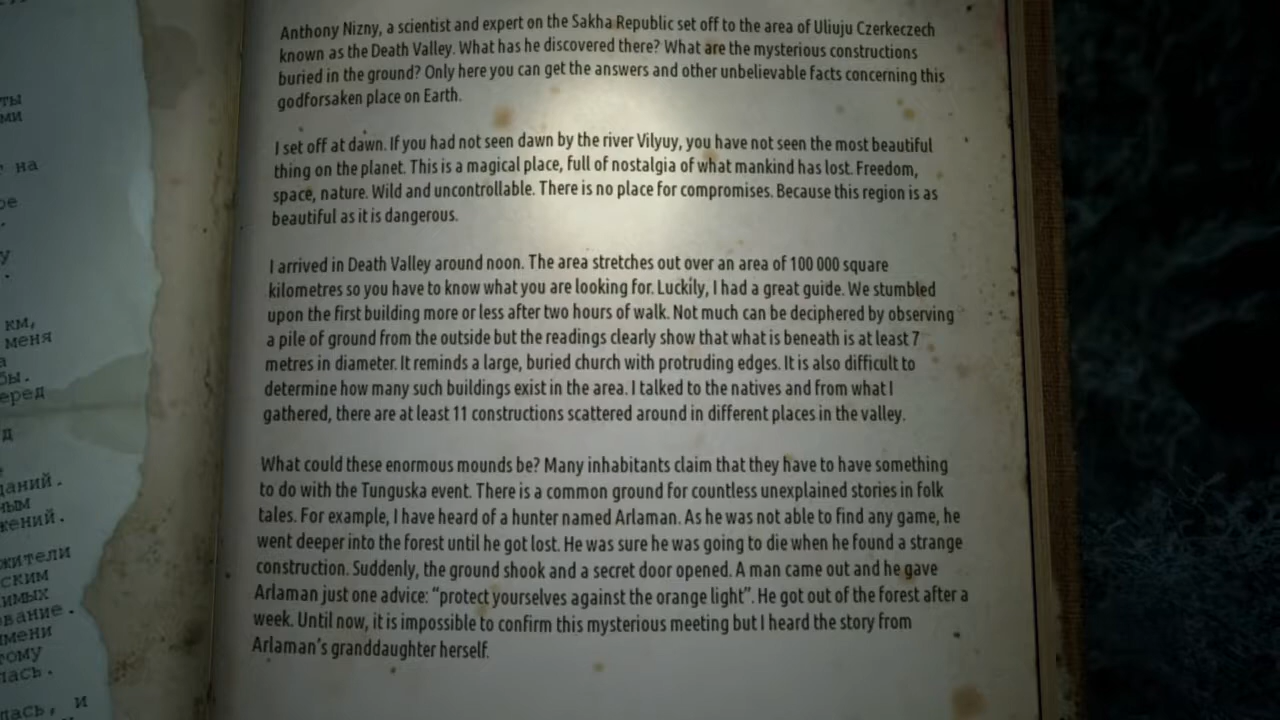 ты
ми
на
ре
.
у
.
км,
меня
а
бы.
еред
д
е
даний.
ным
жений.
жители
ским
имых
вание.
мени
тому
лась.
лась, и
Anthony Nizny, a scientist and expert on the Sakha Republic set off to the area of Uliuju Czerkeczech
known as the Death Valley. What has he discovered there? What are the mysterious constructions
buried in the ground? Only here you can get the answers and other unbelievable facts concerning this
godforsaken place on Earth.
I set off at dawn. If you had not seen dawn by the river Vilyuy, you have not seen the most beautiful
thing on the planet. This is a magical place, full of nostalgia of what mankind has lost. Freedom,
space, nature. Wild and uncontrollable. There is no place for compromises. Because this region is as
beautiful as it is dangerous.
I arrived in Death Valley around noon. The area stretches out over an area of 100 000 square
kilometres so you have to know what you are looking for. Luckily, I had a great guide. We stumbled
upon the first building more or less after two hours of walk. Not much can be deciphered by observing
a pile of ground from the outside but the readings clearly show that what is beneath is at least 7
metres in diameter. It reminds a large, buried church with protruding edges. It is also difficult to
determine how many such buildings exist in the area. I talked to the natives and from what I
gathered, there are at least 11 constructions scattered around in different places in the valley.
What could these enormous mounds be? Many inhabitants claim that they have to have something
to do with the Tunguska event. There is a common ground for countless unexplained stories in folk
tales. For example, I have heard of a hunter named Arlaman. As he was not able to find any game, he
went deeper into the forest until he got lost. He was sure he was going to die when he found a strange
construction. Suddenly, the ground shook and a secret door opened. A man came out and he gave
Arlaman just one advice: “protect yourselves against the orange light”. He got out of the forest after a
week. Until now, it is impossible to confirm this mysterious meeting but I heard the story from
Arlaman’s granddaughter herself.